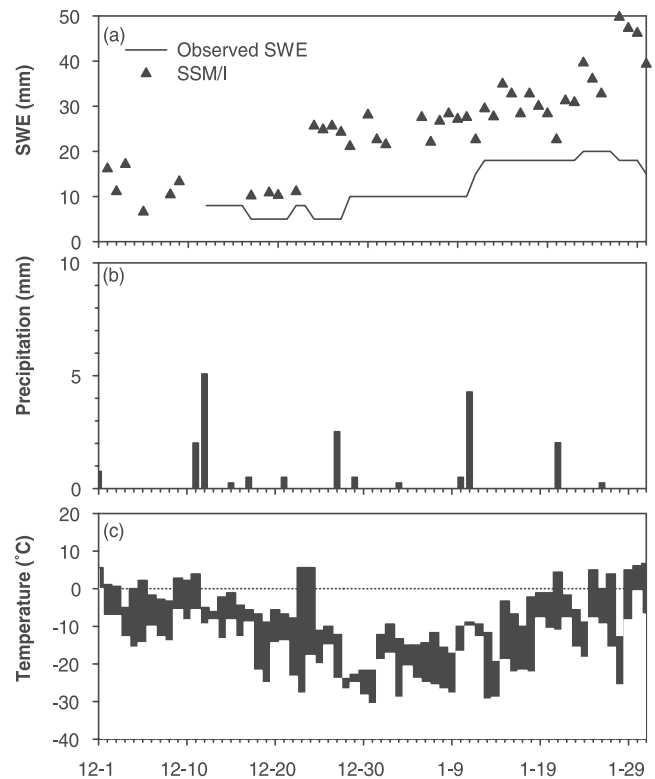 (a)
Observed SWE
SSM/I
SWE (mm)
50
40
30
20
10
0
(b)
Precipitation (mm)
10
5
0
(c)
Temperature (˚C)
20
10
0
-10
-20
-30
-40
12-1 12-10 12-20 12-30 1-9 1-19 1-29